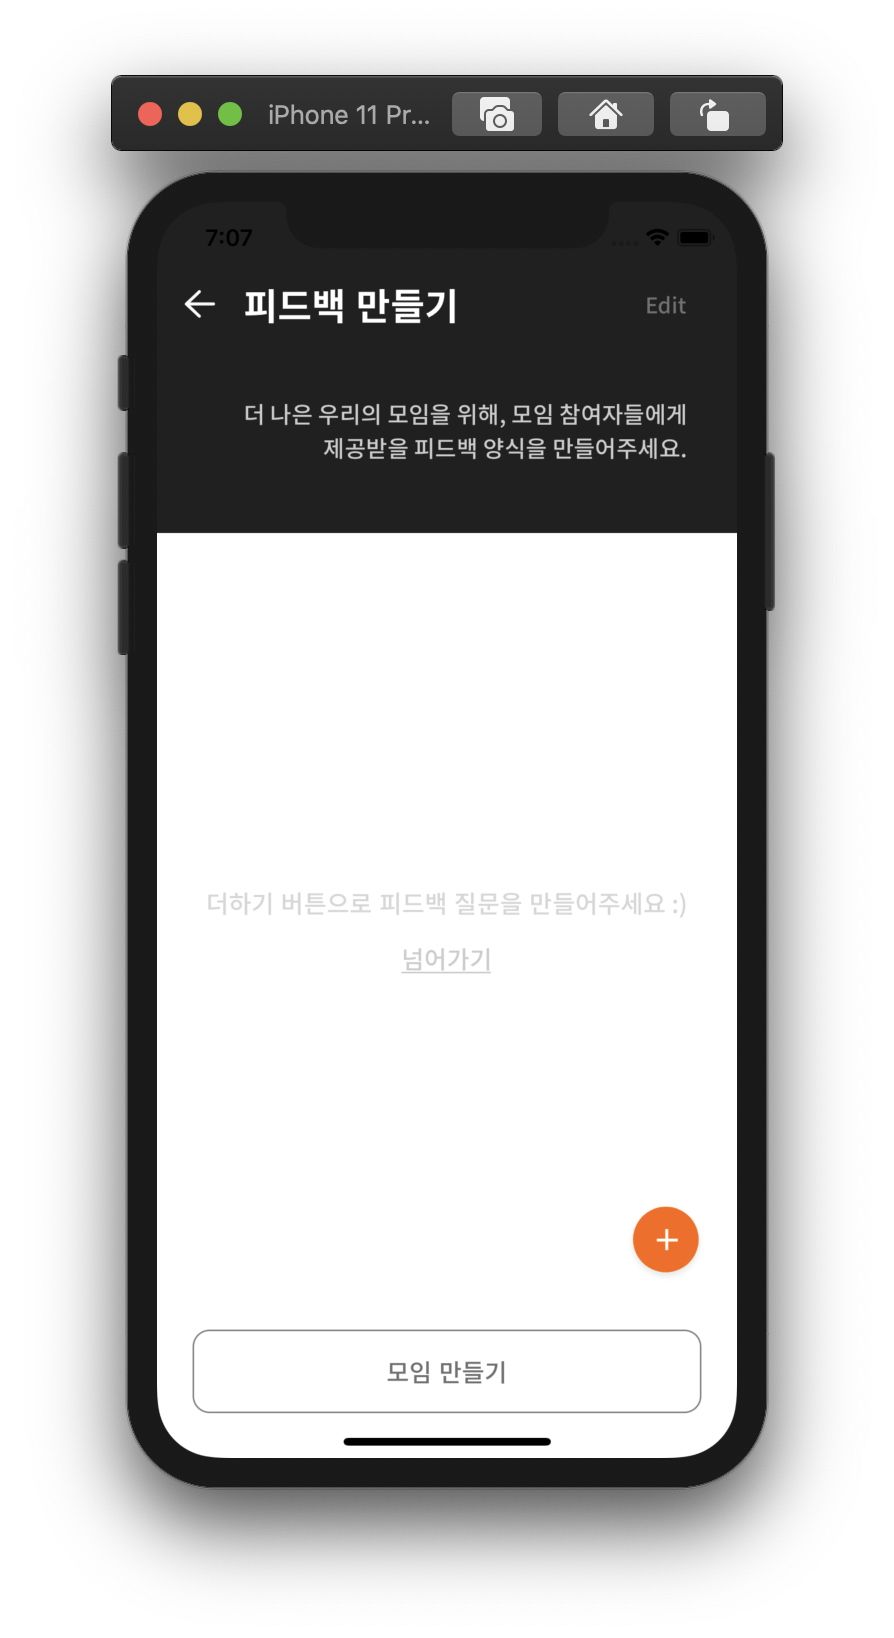 iPhone 11 Pr...
7:07
피드백 만들기
Edit
더 나은 우리의 모임을 위해, 모임 참여자들에게
제공받을 피드백 양식을 만들어주세요.
더하기 버튼으로 피드백 질문을 만들어주세요 :)
넘어가기
모임 만들기